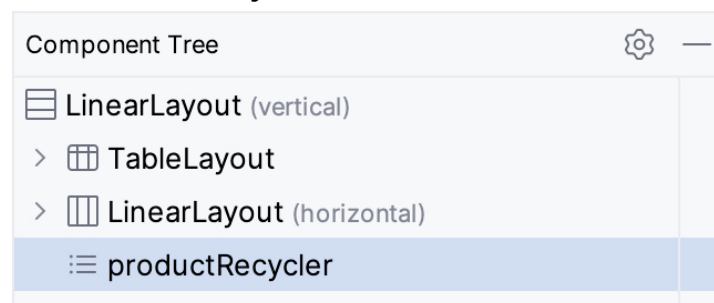 Component Tree
LinearLayout (vertical)
TableLayout
LinearLayout (horizontal)
productRecycler